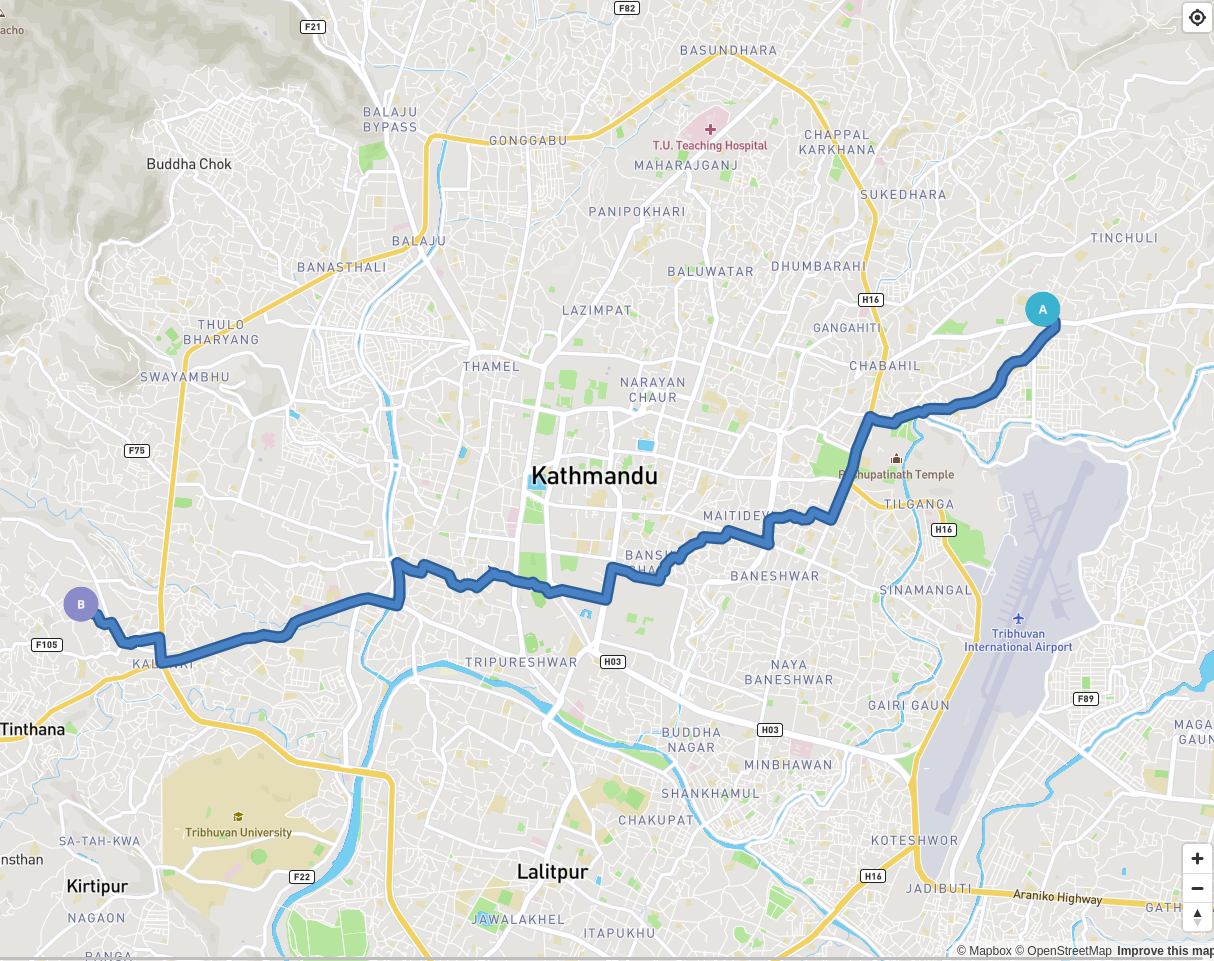 F82
F21
acho
BASUNDHARA
BALAJU
BYPASS
GONGGABU
T.U. Teaching Hospital
MAHARAJGANJ
CHAPPAL
KARKHANA
Buddha Chok
SUKEDHARA
PANIPOKHARI
BALAJU
TINCHULI
BANASTHALI
BALUWATAR
DHUMBARAHI
H16
LAZIMPAT
A
THULO
BHARYANG
GANGAHITI
THAMEL
CHABAHIL
SWAYAMBHU
NARAYAN
CHAUR
F75
Kathmandu
Pashupatinath Temple
MAITIDEVI
TILGANGA
H16
BANESHWAR
SINAMANGAL
B
Tribhuvan
International Airport
F105
KALANKI
TRIPURESHWAR
H03
NAYA
BANESHWAR
F89
GAIRI GAUN
Tinthana
H03
BUDDHA
NAGAR
MAGA
GAUN
MINBHAWAN
SHANKHAMUL
CHAKUPAT
Tribhuvan University
SA-TAH-KWA
KOTESHWOR
nsthan
Lalitpur
Kirtipur
F22
H16
JADIBUTI
Araniko Highway
GATH
NAGAON
JAWALAKHEL
ITAPUKHU
PANGA
© Mapbox © OpenStreetMap Improve this map